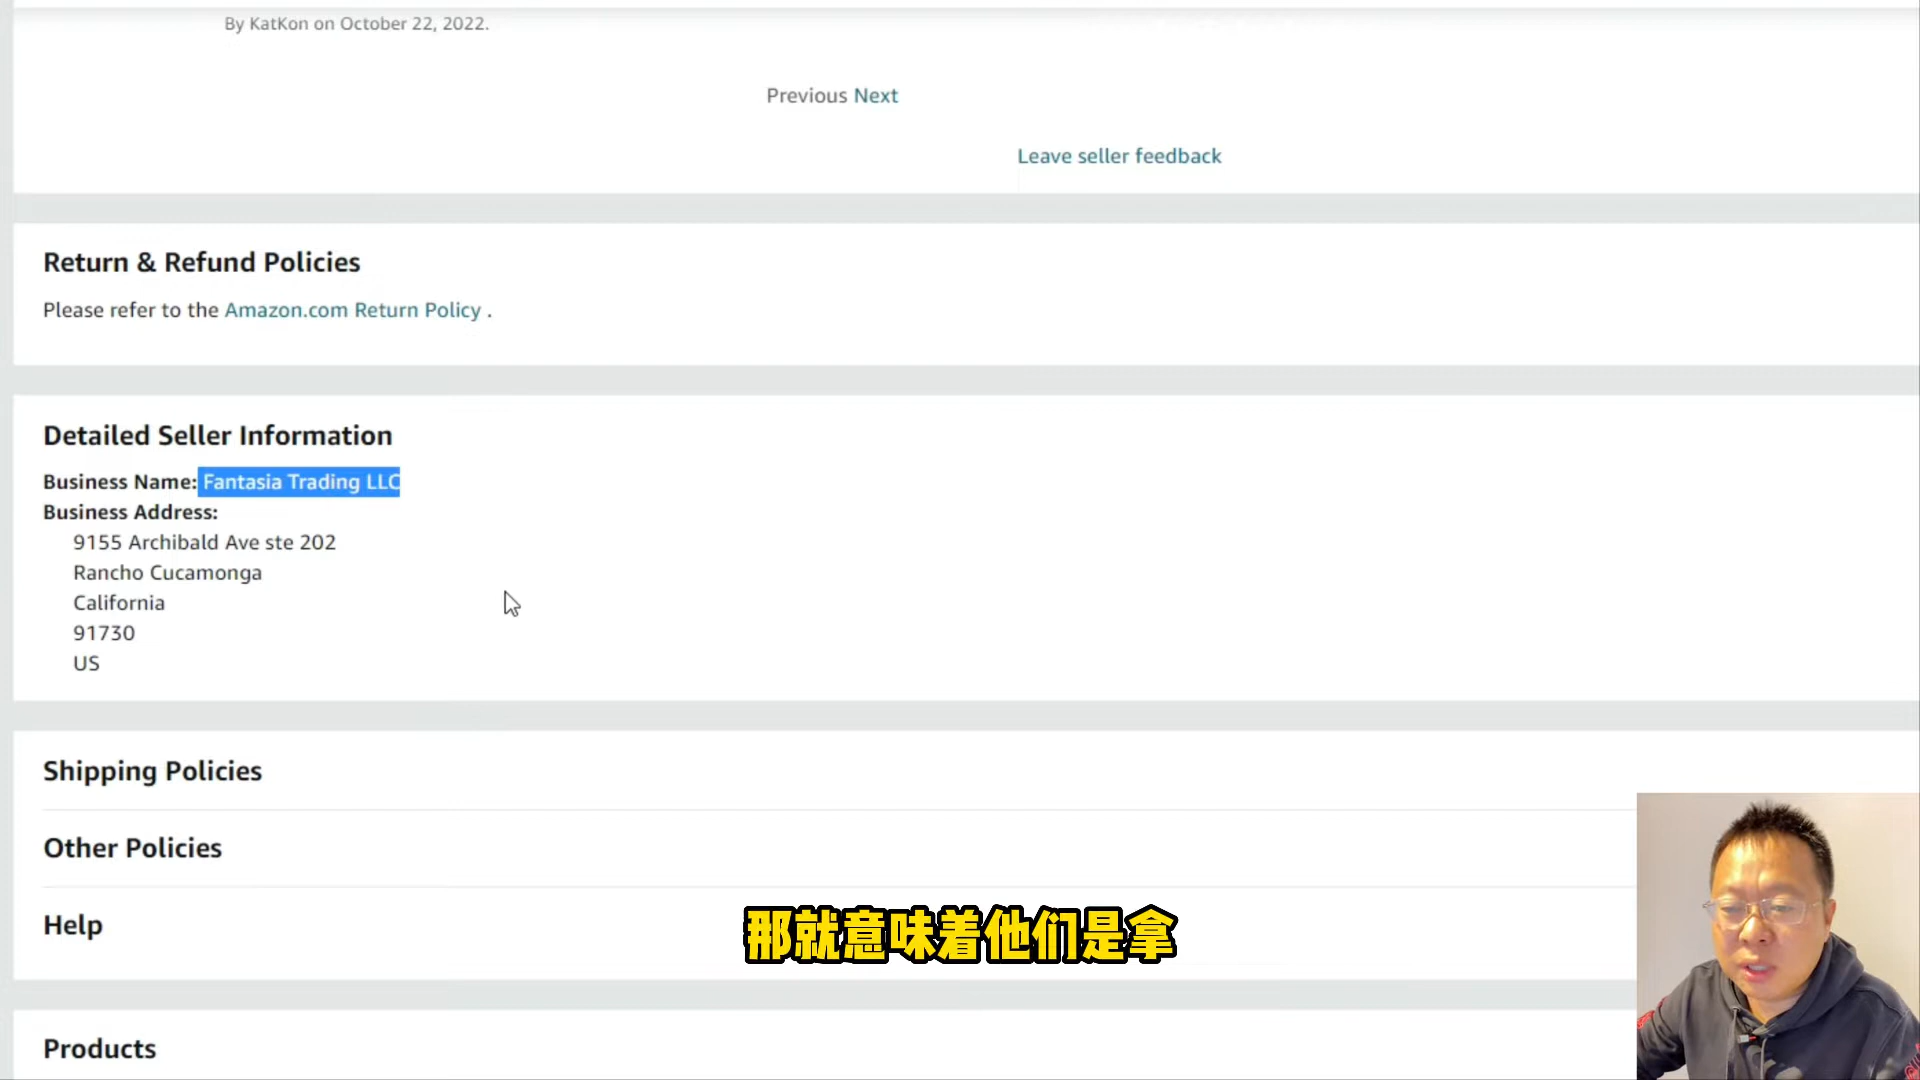 By KatKon on October 22, 2022.
Previous Next
Leave seller feedback
Return & Refund Policies
Please refer to the Amazon.com Return Policy .
Detailed Seller Information
Business Name: Fantasia Trading LLC
Business Address:
9155 Archibald Ave ste 202
Rancho Cucamonga
California
91730
US
Shipping Policies
Other Policies
Help
那就意味着他们是拿
Products